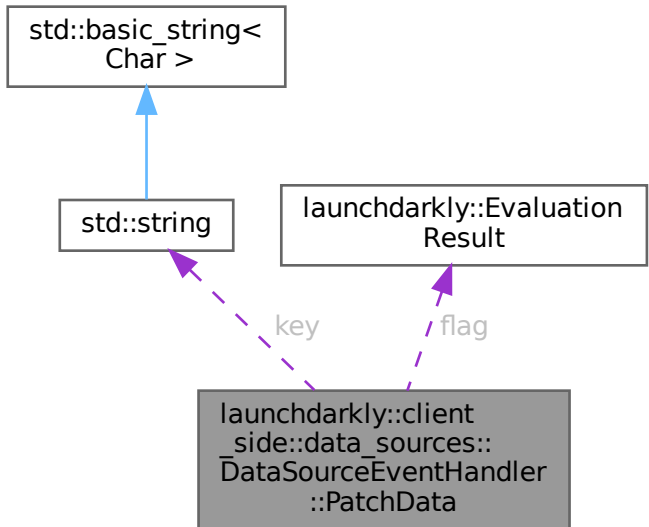 std::basic_string<
Char >
std::string
launchdarkly::Evaluation
Result
key
flag
launchdarkly::client
_side::data_sources::
DataSourceEventHandler
::PatchData